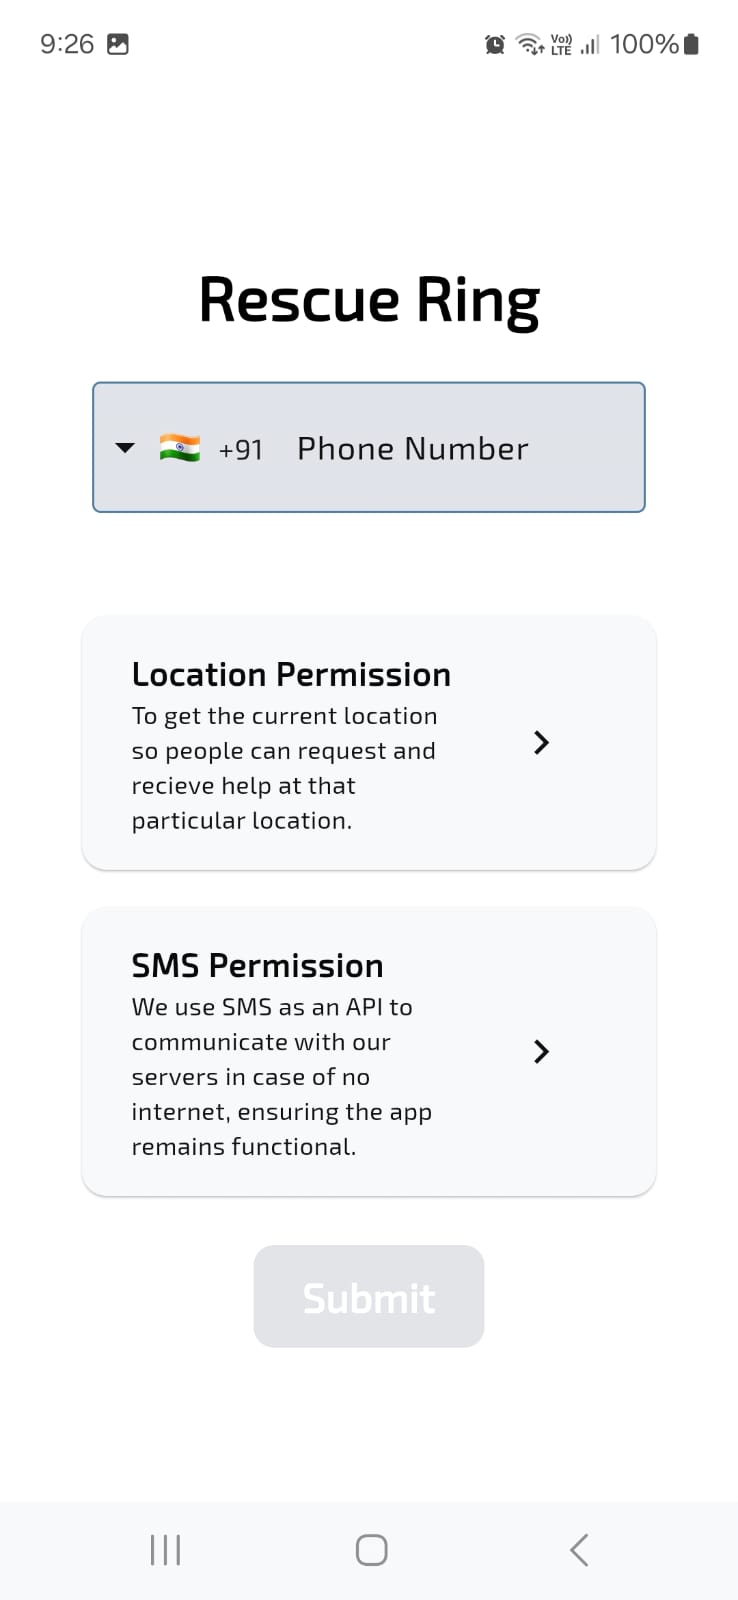 9:26
Vo)) LTE 100%
Rescue Ring
+91 Phone Number
Location Permission
To get the current location
so people can request and
recieve help at that
particular location.
SMS Permission
We use SMS as an API to
communicate with our
servers in case of no
internet, ensuring the app
remains functional.
Submit